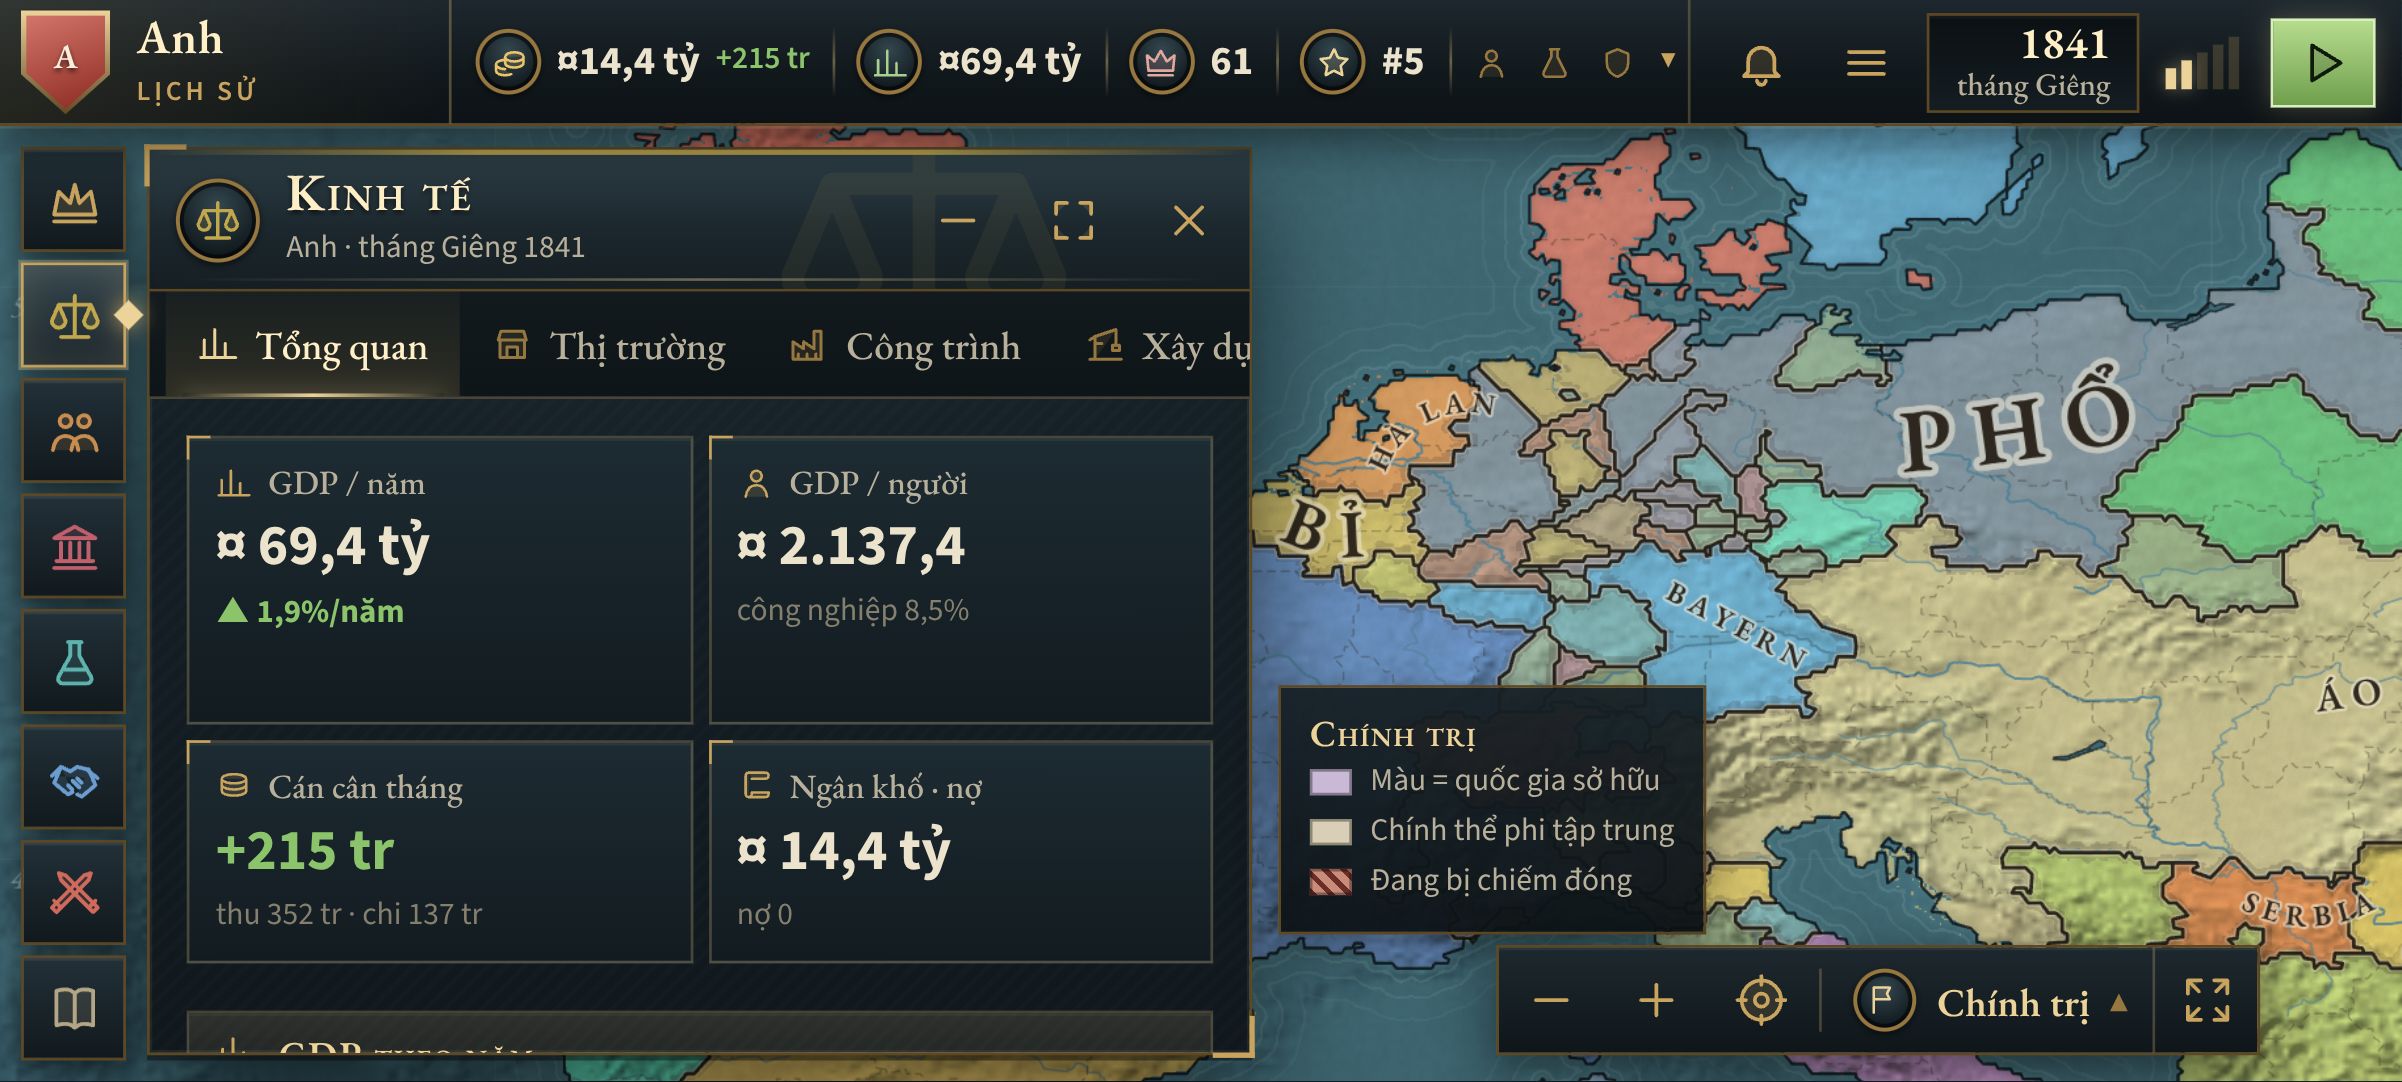 A
Anh
LỊCH SỬ
¤14,4 tỷ +215 tr
¤69,4 tỷ
61
#5
1841
tháng Giêng
KINH TẾ
Anh · tháng Giêng 1841
Tổng quan
Thị trường
Công trình
Xây dự
GDP / năm
¤ 69,4 tỷ
▲ 1,9%/năm
GDP / người
¤ 2.137,4
công nghiệp 8,5%
Cán cân tháng
+215 tr
thu 352 tr · chi 137 tr
Ngân khố · nợ
¤ 14,4 tỷ
nợ 0
GDP THEO NĂM
HÀ LAN
BỈ
PHỔ
BAYERN
ÁO
SERBIA
CHÍNH TRỊ
Màu = quốc gia sở hữu
Chính thể phi tập trung
Đang bị chiếm đóng
Chính trị ▲